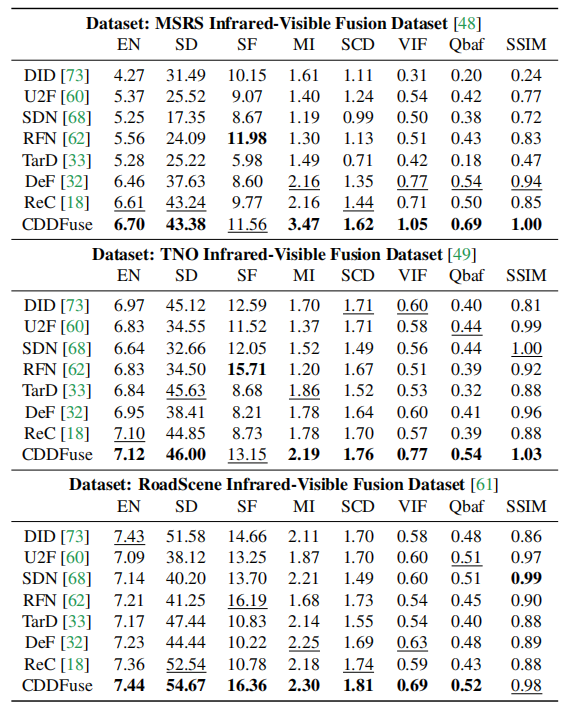 Dataset: MSRS Infrared-Visible Fusion Dataset [48]
EN SD SF MI SCD VIF Qbaf SSIM
DID [73] 4.27 31.49 10.15 1.61 1.11 0.31 0.20 0.24
U2F [60] 5.37 25.52 9.07 1.40 1.24 0.54 0.42 0.77
SDN [68] 5.25 17.35 8.67 1.19 0.99 0.50 0.38 0.72
RFN [62] 5.56 24.09 11.98 1.30 1.13 0.51 0.43 0.83
TarD [33] 5.28 25.22 5.98 1.49 0.71 0.42 0.18 0.47
DeF [32] 6.46 37.63 8.60 2.16 1.35 0.77 0.54 0.94
ReC [18] 6.61 43.24 9.77 2.16 1.44 0.71 0.50 0.85
CDDFuse 6.70 43.38 11.56 3.47 1.62 1.05 0.69 1.00
Dataset: TNO Infrared-Visible Fusion Dataset [49]
EN SD SF MI SCD VIF Qbaf SSIM
DID [73] 6.97 45.12 12.59 1.70 1.71 0.60 0.40 0.81
U2F [60] 6.83 34.55 11.52 1.37 1.71 0.58 0.44 0.99
SDN [68] 6.64 32.66 12.05 1.52 1.49 0.56 0.44 1.00
RFN [62] 6.83 34.50 15.71 1.20 1.67 0.51 0.39 0.92
TarD [33] 6.84 45.63 8.68 1.86 1.52 0.53 0.32 0.88
DeF [32] 6.95 38.41 8.21 1.78 1.64 0.60 0.41 0.96
ReC [18] 7.10 44.85 8.73 1.78 1.70 0.57 0.39 0.88
CDDFuse 7.12 46.00 13.15 2.19 1.76 0.77 0.54 1.03
Dataset: RoadScene Infrared-Visible Fusion Dataset [61]
EN SD SF MI SCD VIF Qbaf SSIM
DID [73] 7.43 51.58 14.66 2.11 1.70 0.58 0.48 0.86
U2F [60] 7.09 38.12 13.25 1.87 1.70 0.60 0.51 0.97
SDN [68] 7.14 40.20 13.70 2.21 1.49 0.60 0.51 0.99
RFN [62] 7.21 41.25 16.19 1.68 1.73 0.54 0.45 0.90
TarD [33] 7.17 47.44 10.83 2.14 1.55 0.54 0.40 0.88
DeF [32] 7.23 44.44 10.22 2.25 1.69 0.63 0.48 0.89
ReC [18] 7.36 52.54 10.78 2.18 1.74 0.59 0.43 0.88
CDDFuse 7.44 54.67 16.36 2.30 1.81 0.69 0.52 0.98